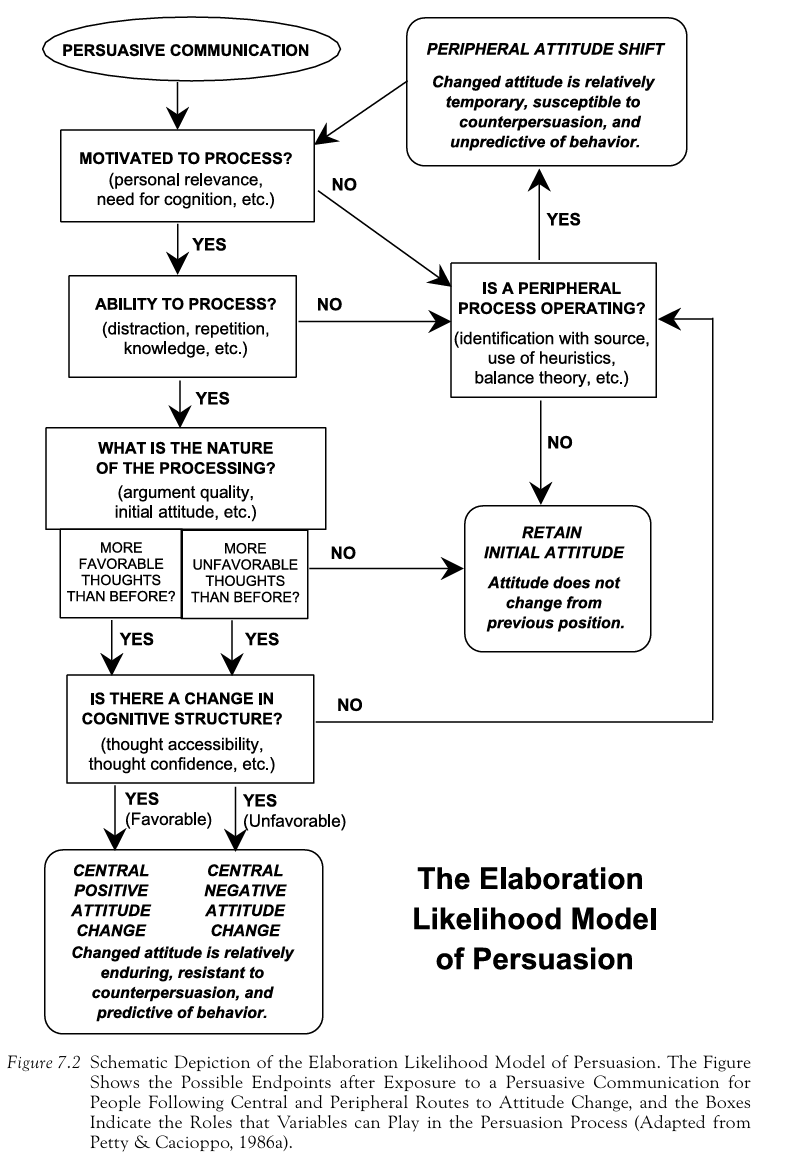 PERSUASIVE COMMUNICATION
PERIPHERAL ATTITUDE SHIFT
Changed attitude is relatively
temporary, susceptible to
counterpersuasion, and
unpredictive of behavior.
MOTIVATED TO PROCESS?
(personal relevance,
need for cognition, etc.)
NO
YES
YES
IS A PERIPHERAL
PROCESS OPERATING?
(identification with source,
use of heuristics,
balance theory, etc.)
ABILITY TO PROCESS?
(distraction, repetition,
knowledge, etc.)
NO
YES
NO
WHAT IS THE NATURE
OF THE PROCESSING?
(argument quality,
initial attitude, etc.)
MORE
FAVORABLE
THOUGHTS
THAN BEFORE?
MORE
UNFAVORABLE
THOUGHTS
THAN BEFORE?
NO
RETAIN
INITIAL ATTITUDE
Attitude does not
change from
previous position.
YES
YES
IS THERE A CHANGE IN
COGNITIVE STRUCTURE?
(thought accessibility,
thought confidence, etc.)
NO
YES
(Favorable)
YES
(Unfavorable)
CENTRAL
POSITIVE
ATTITUDE
CHANGE
CENTRAL
NEGATIVE
ATTITUDE
CHANGE
Changed attitude is relatively
enduring, resistant to
counterpersuasion, and
predictive of behavior.
The Elaboration
Likelihood Model
of Persuasion
Figure 7.2 Schematic Depiction of the Elaboration Likelihood Model of Persuasion. The Figure
Shows the Possible Endpoints after Exposure to a Persuasive Communication for
People Following Central and Peripheral Routes to Attitude Change, and the Boxes
Indicate the Roles that Variables can Play in the Persuasion Process (Adapted from
Petty & Cacioppo, 1986a).